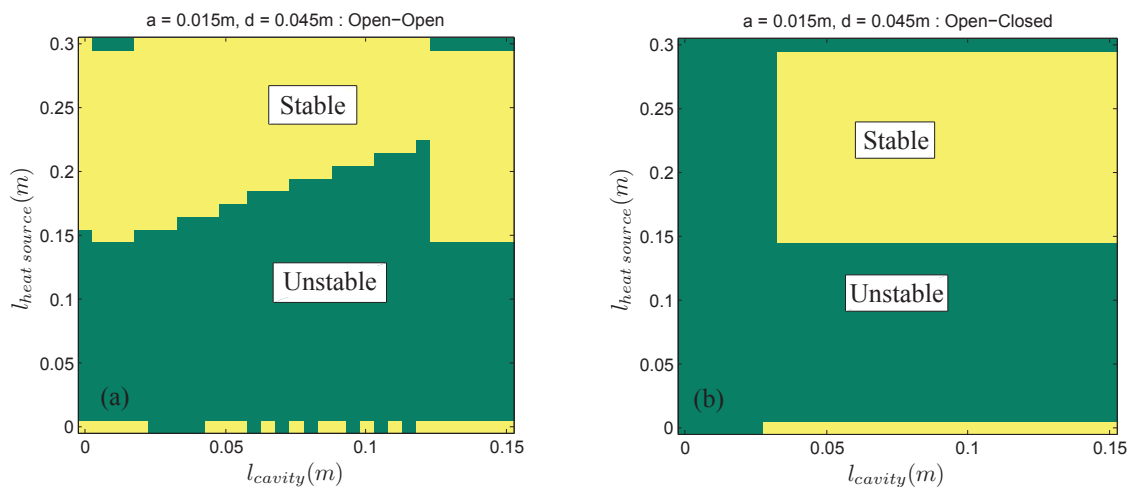 a = 0.015m, d = 0.045m : Open−Open
0.3
0.25
0.2
0.15
0.1
0.05
0
l_{heat source}(m)
Stable
Unstable
(a)
0 0.05 0.1 0.15
l_{cavity}(m)
a = 0.015m, d = 0.045m : Open−Closed
0.3
0.25
0.2
0.15
0.1
0.05
0
l_{heat source}(m)
Stable
Unstable
(b)
0 0.05 0.1 0.15
l_{cavity}(m)